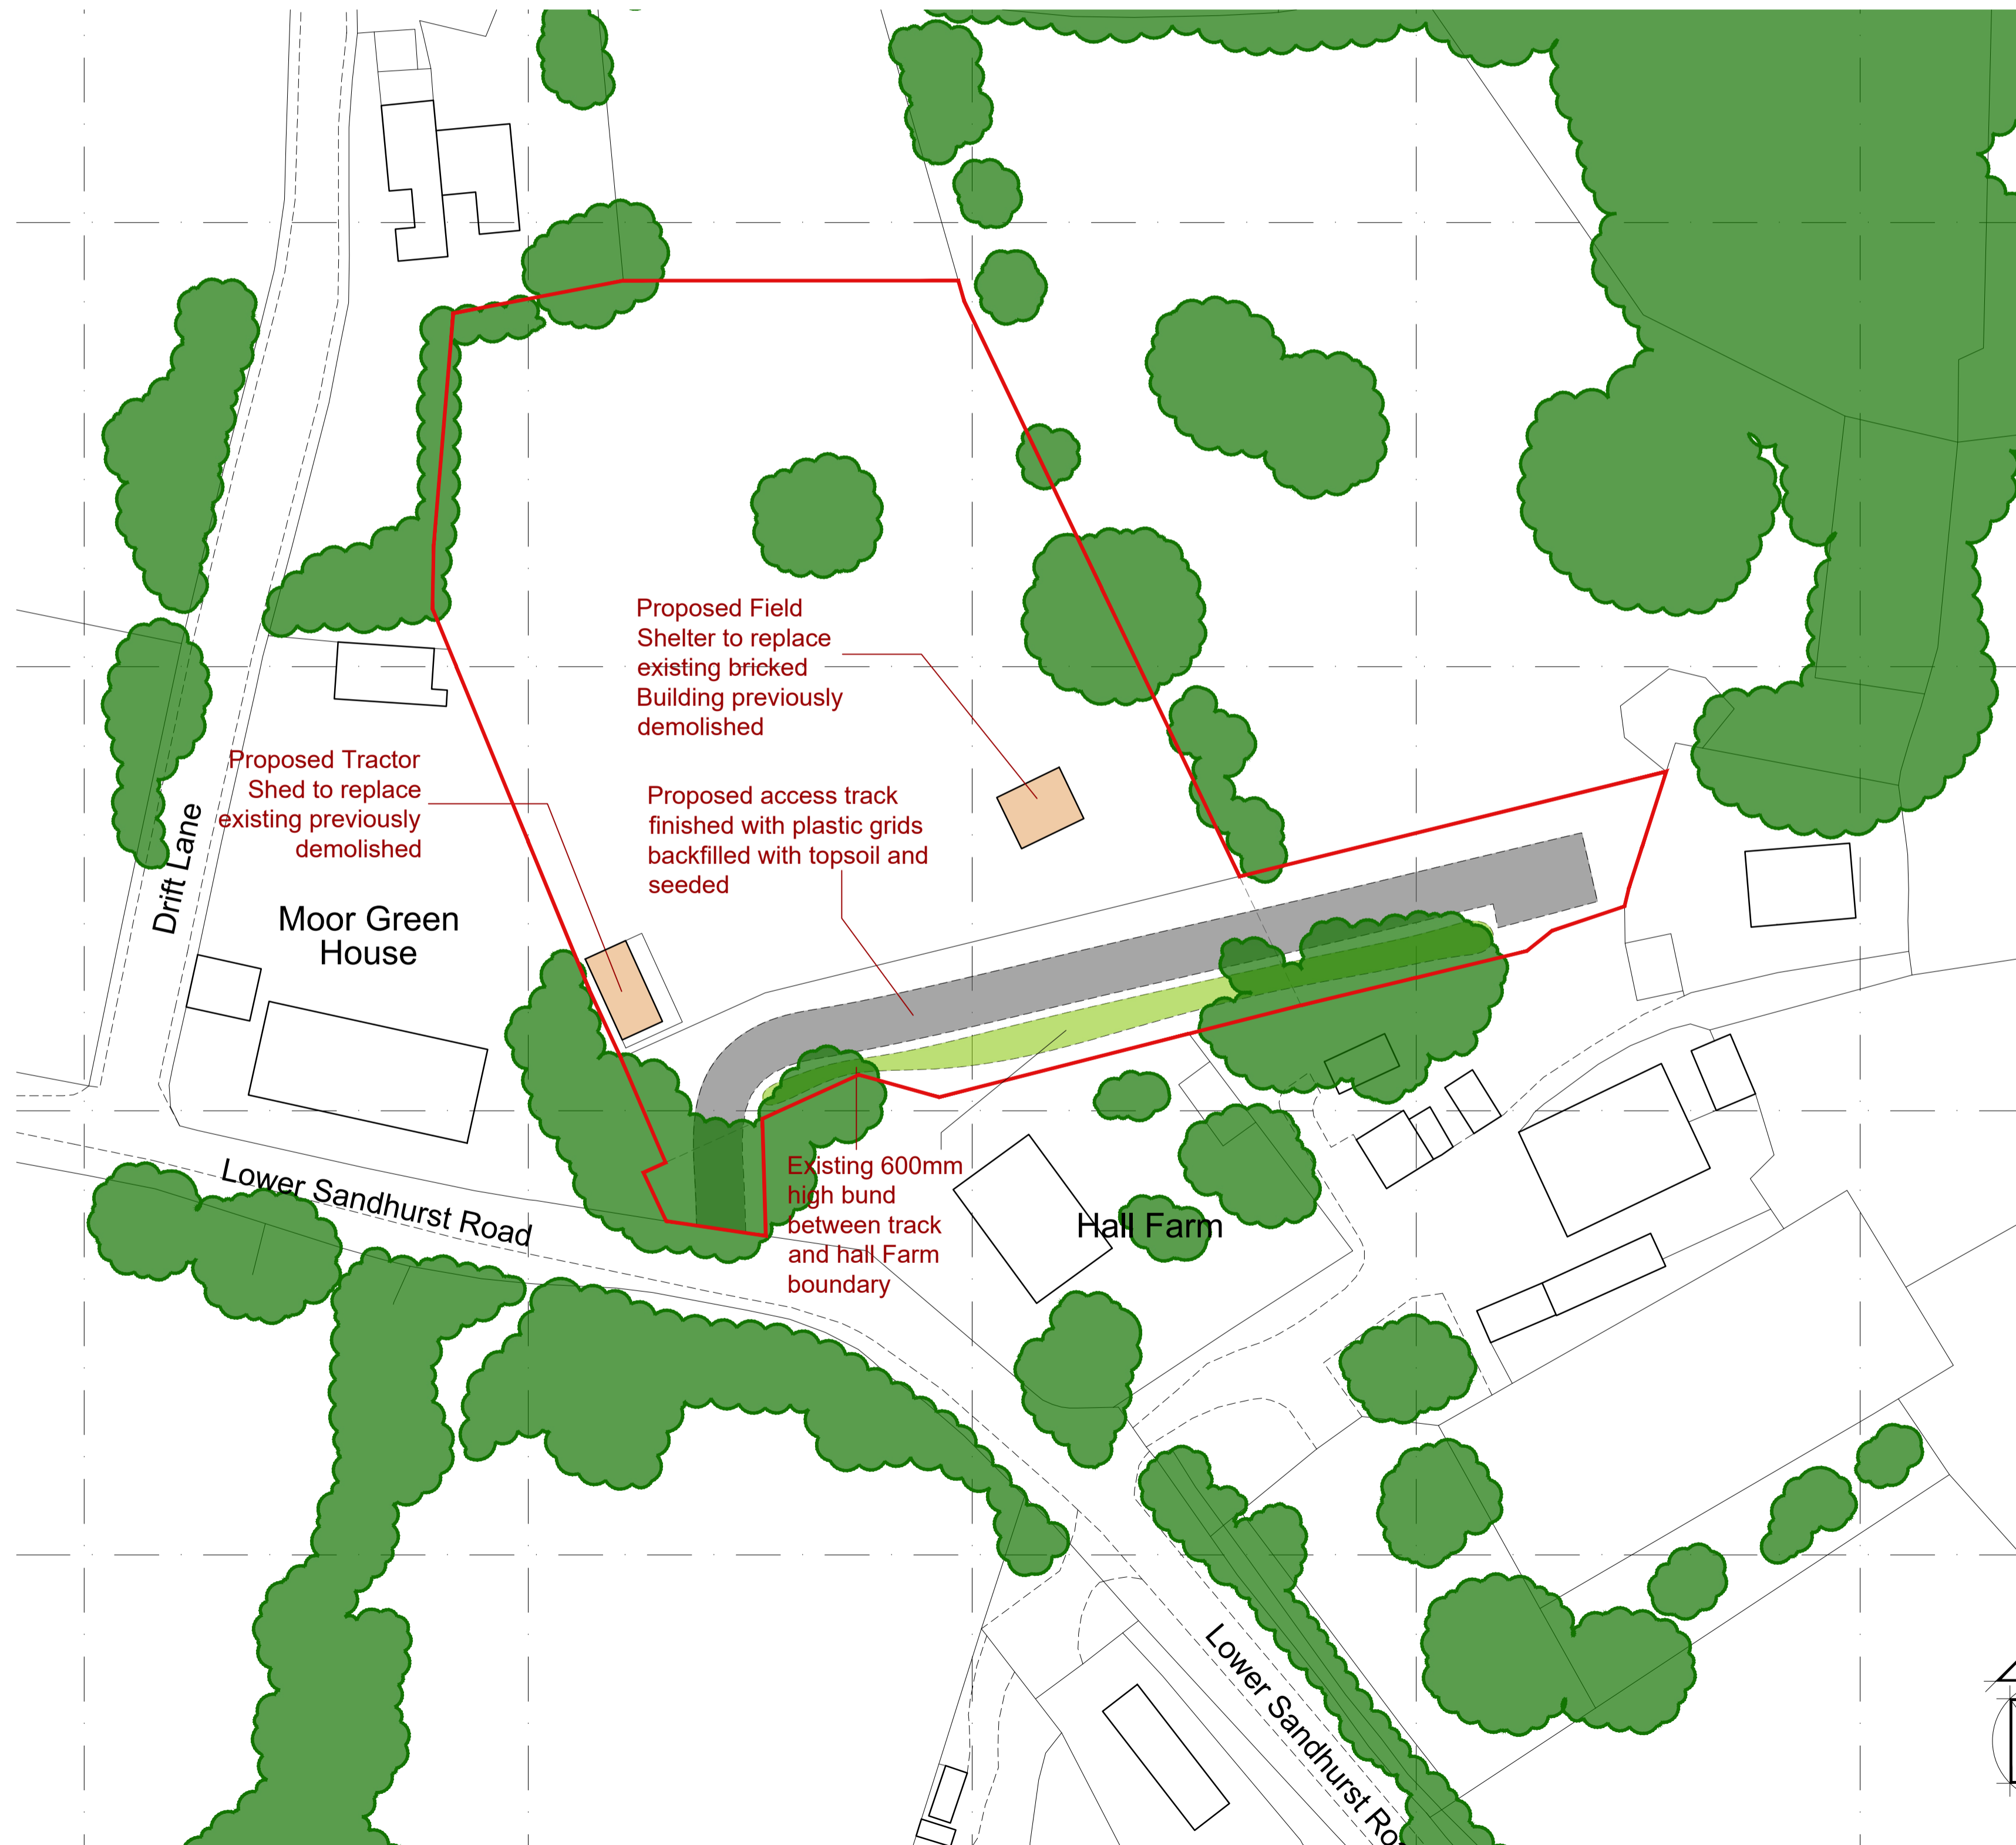 Proposed Field
Shelter to replace
existing bricked
Building previously
demolished
Proposed Tractor
Shed to replace
existing previously
demolished
Proposed access track
finished with plastic grids
backfilled with topsoil and
seeded
Drift Lane
Moor Green
House
Lower Sandhurst Road
Existing 600mm
high bund
between track
and hall Farm
boundary
Hall Farm
Lower Sandhurst Ro